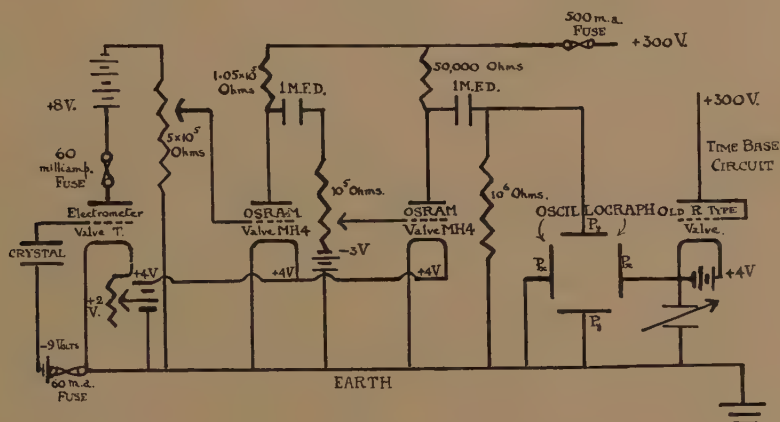 500 m.a.
FUSE
+300 V.
1·05×10⁵
Ohms
1 M.F.D.
50,000 Ohms
1 M.F.D.
+8V.
5×10⁵
Ohms
60
milliamp.
FUSE
+300V.
TIME BASE
CIRCUIT
10⁵ Ohms.
10⁶ Ohms.
Electrometer
Valve T.
OSRAM
Valve MH4
OSRAM
Valve MH4
OSCILLOGRAPH
OLD R TYPE
Valve.
Py
CRYSTAL
-3V
+4V
+4V
+4V
Px
Px
+4V
+2
V.
Py
-9 VOLTS
60 m.a.
FUSE
EARTH